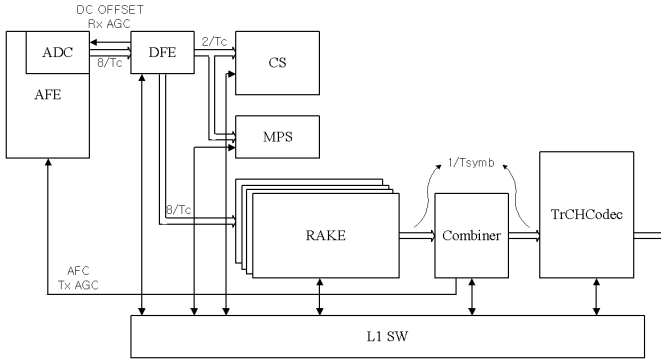 DC OFFSET
Rx AGC
ADC
8/Tc
DFE
2/Tc
CS
AFE
MPS
8/Tc
RAKE
1/Tsymb
Combiner
TrCHCodec
AFC
Tx AGC
L1 SW